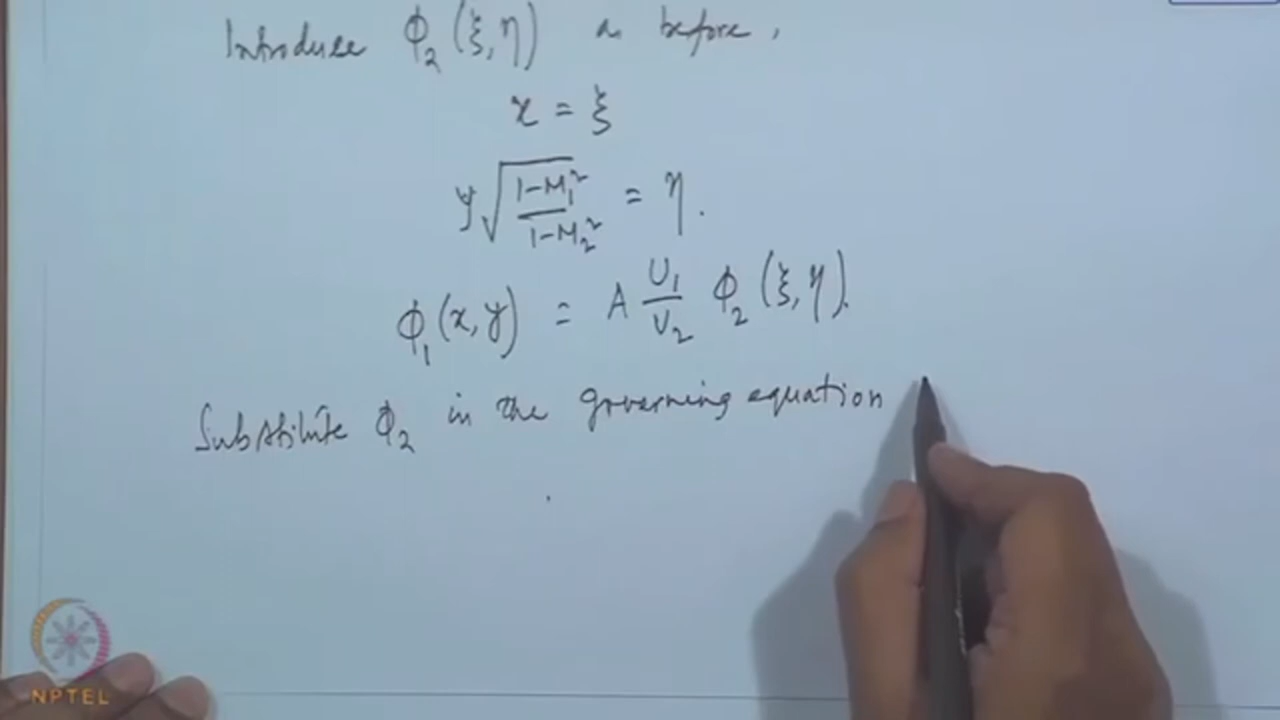 Introduce ϕ₂ (ξ, η) as before,
x = ξ
y √((1-M₁²)/(1-M₂²)) = η.
ϕ₁(x, y) = A U₁/U₂ ϕ₂ (ξ, η).
Substitute ϕ₂ in the governing equation
NPTEL